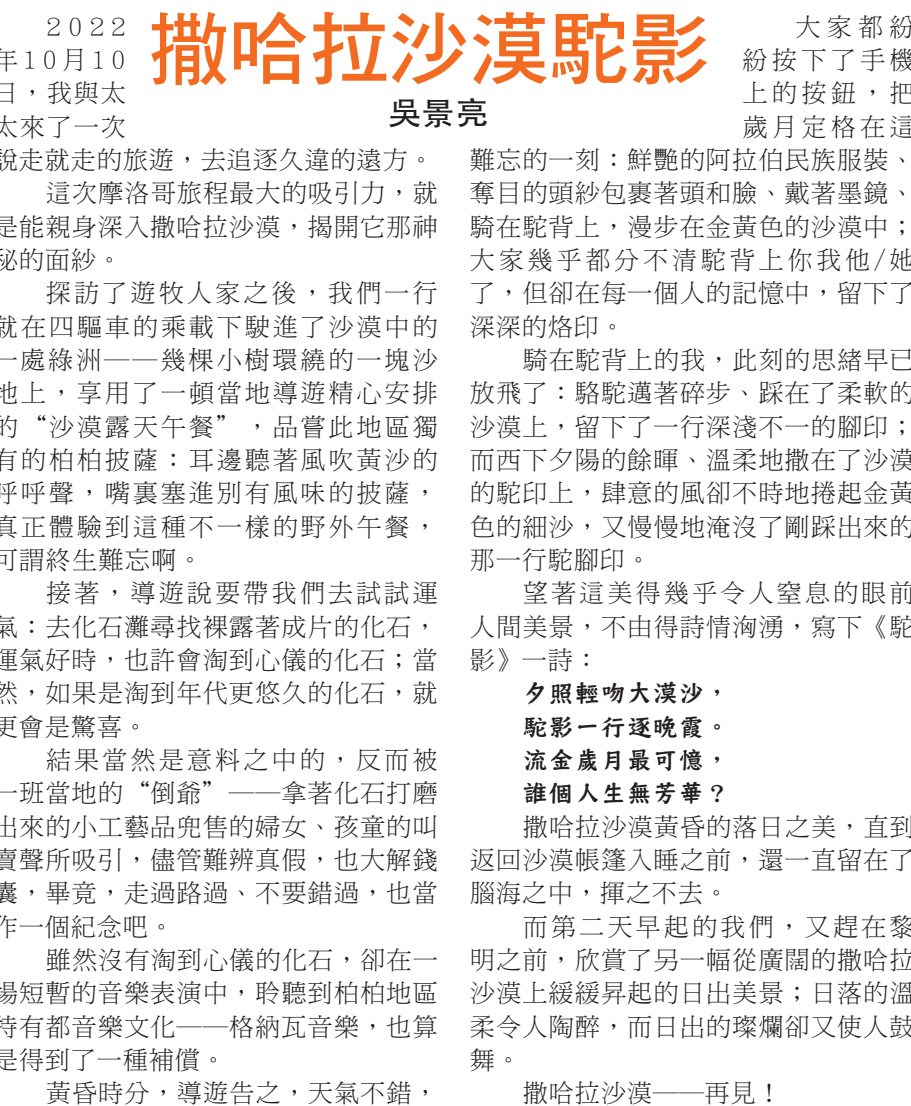 撒哈拉沙漠駝影
吳景亮
2022
年10月10
日，我與太
太來了一次
說走就走的旅遊，去追逐久違的遠方。
這次摩洛哥旅程最大的吸引力，就
是能親身深入撒哈拉沙漠，揭開它那神
秘的面紗。
探訪了遊牧人家之後，我們一行
就在四驅車的乘載下駛進了沙漠中的
一處綠洲——幾棵小樹環繞的一塊沙
地上，享用了一頓當地導遊精心安排
的“沙漠露天午餐”，品嘗此地區獨
有的柏柏披薩：耳邊聽著風吹黃沙的
呼呼聲，嘴裏塞進別有風味的披薩，
真正體驗到這種不一樣的野外午餐，
可謂終生難忘啊。
接著，導遊說要帶我們去試試運
氣：去化石灘尋找裸露著成片的化石，
運氣好時，也許會淘到心儀的化石；當
然，如果是淘到年代更悠久的化石，就
更會是驚喜。
結果當然是意料之中的，反而被
一班當地的“倒爺”——拿著化石打磨
出來的小工藝品兜售的婦女、孩童的叫
賣聲所吸引，儘管難辨真假，也大解錢
囊，畢竟，走過路過、不要錯過，也當
作一個紀念吧。
雖然沒有淘到心儀的化石，卻在一
場短暫的音樂表演中，聆聽到柏柏地區
特有都音樂文化——格納瓦音樂，也算
是得到了一種補償。
黃昏時分，導遊告之，天氣不錯，
大家都紛
紛按下了手機
上的按鈕，把
歲月定格在這
難忘的一刻：鮮艷的阿拉伯民族服裝、
奪目的頭紗包裹著頭和臉、戴著墨鏡、
騎在駝背上，漫步在金黃色的沙漠中；
大家幾乎都分不清駝背上你我他/她
了，但卻在每一個人的記憶中，留下了
深深的烙印。
騎在駝背上的我，此刻的思緒早已
放飛了：駱駝邁著碎步、踩在了柔軟的
沙漠上，留下了一行深淺不一的腳印；
而西下夕陽的餘暉、溫柔地撒在了沙漠
的駝印上，肆意的風卻不時地捲起金黃
色的細沙，又慢慢地淹沒了剛踩出來的
那一行駝腳印。
望著這美得幾乎令人窒息的眼前
人間美景，不由得詩情洶湧，寫下《駝
影》一詩：
夕照輕吻大漠沙，
駝影一行逐晚霞。
流金歲月最可憶，
誰個人生無芳華？
撒哈拉沙漠黃昏的落日之美，直到
返回沙漠帳篷入睡之前，還一直留在了
腦海之中，揮之不去。
而第二天早起的我們，又趕在黎
明之前，欣賞了另一幅從廣闊的撒哈拉
沙漠上緩緩昇起的日出美景；日落的溫
柔令人陶醉，而日出的璨爛卻又使人鼓
舞。
撒哈拉沙漠——再見！